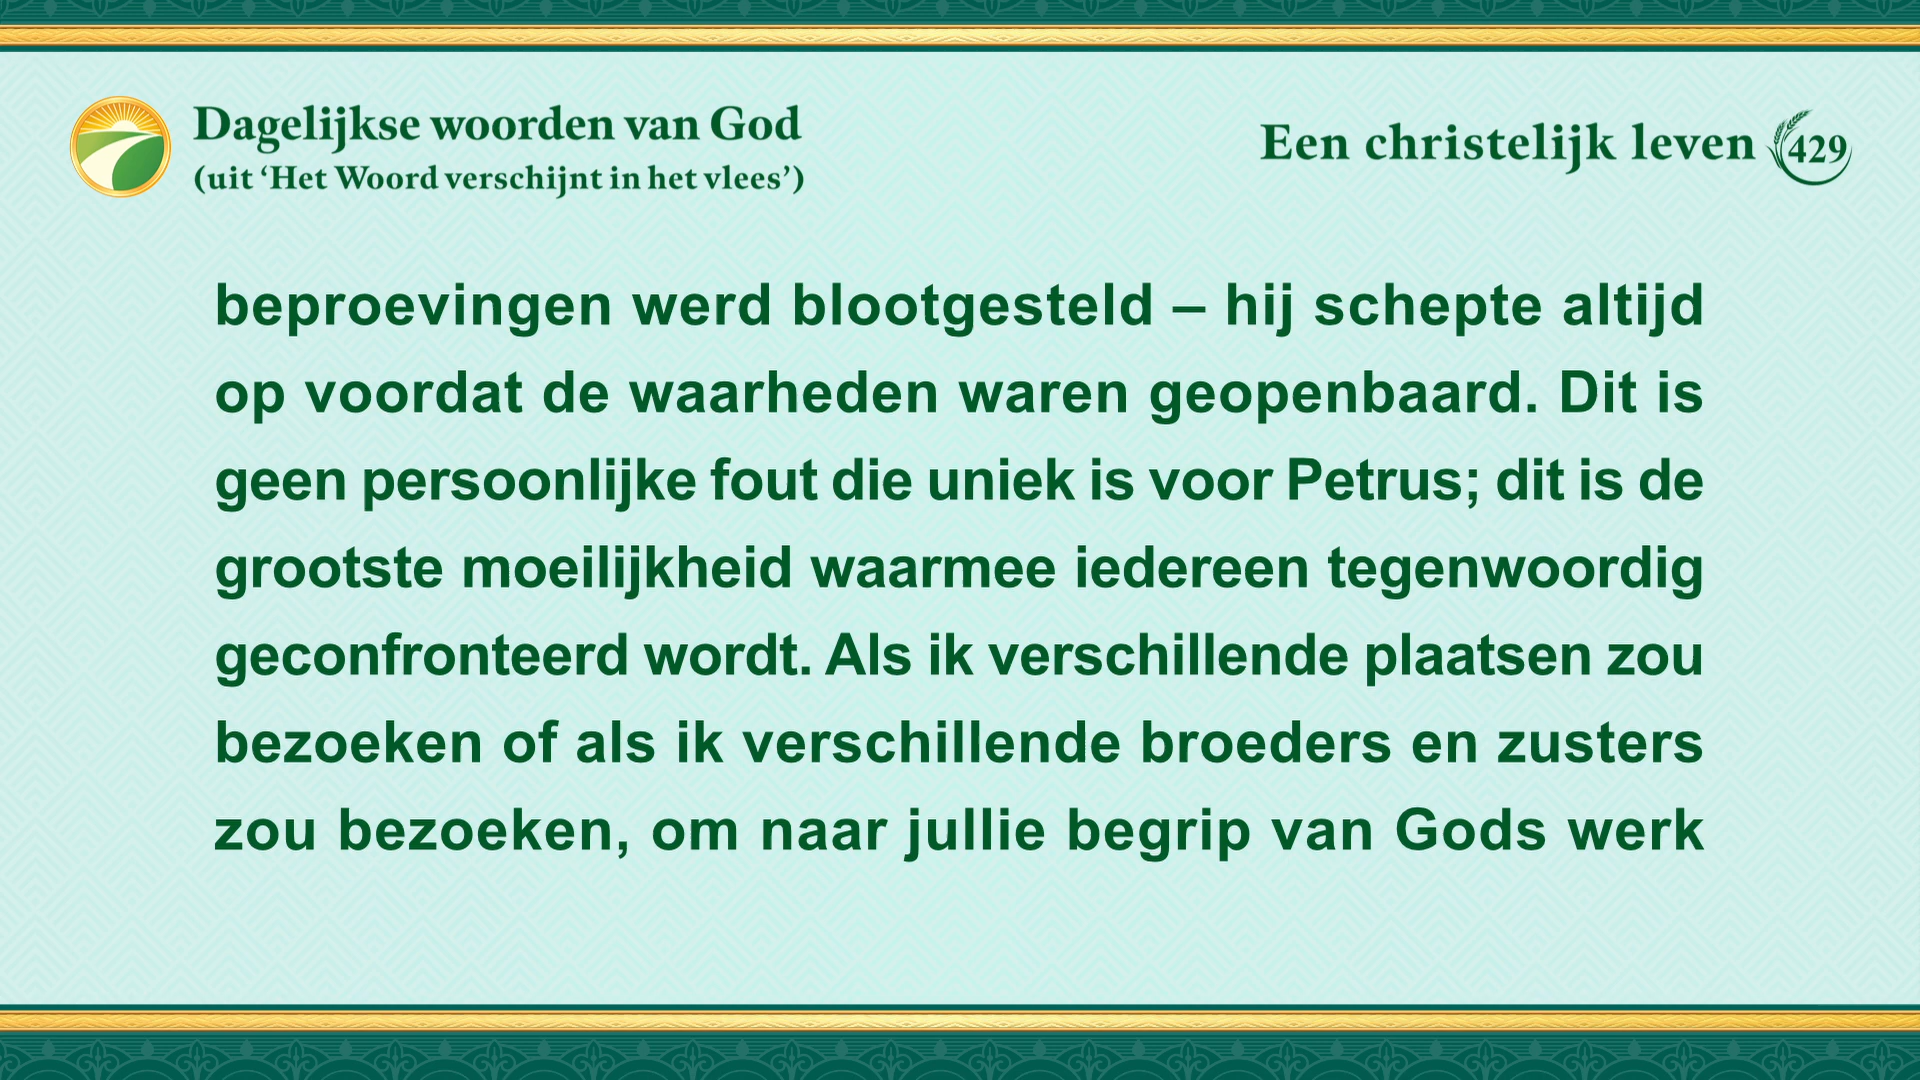 Dagelijkse woorden van God
(uit ‘Het Woord verschijnt in het vlees’)
Een christelijk leven 429
beproevingen werd blootgesteld – hij schepte altijd
op voordat de waarheden waren geopenbaard. Dit is
geen persoonlijke fout die uniek is voor Petrus; dit is de
grootste moeilijkheid waarmee iedereen tegenwoordig
geconfronteerd wordt. Als ik verschillende plaatsen zou
bezoeken of als ik verschillende broeders en zusters
zou bezoeken, om naar jullie begrip van Gods werk